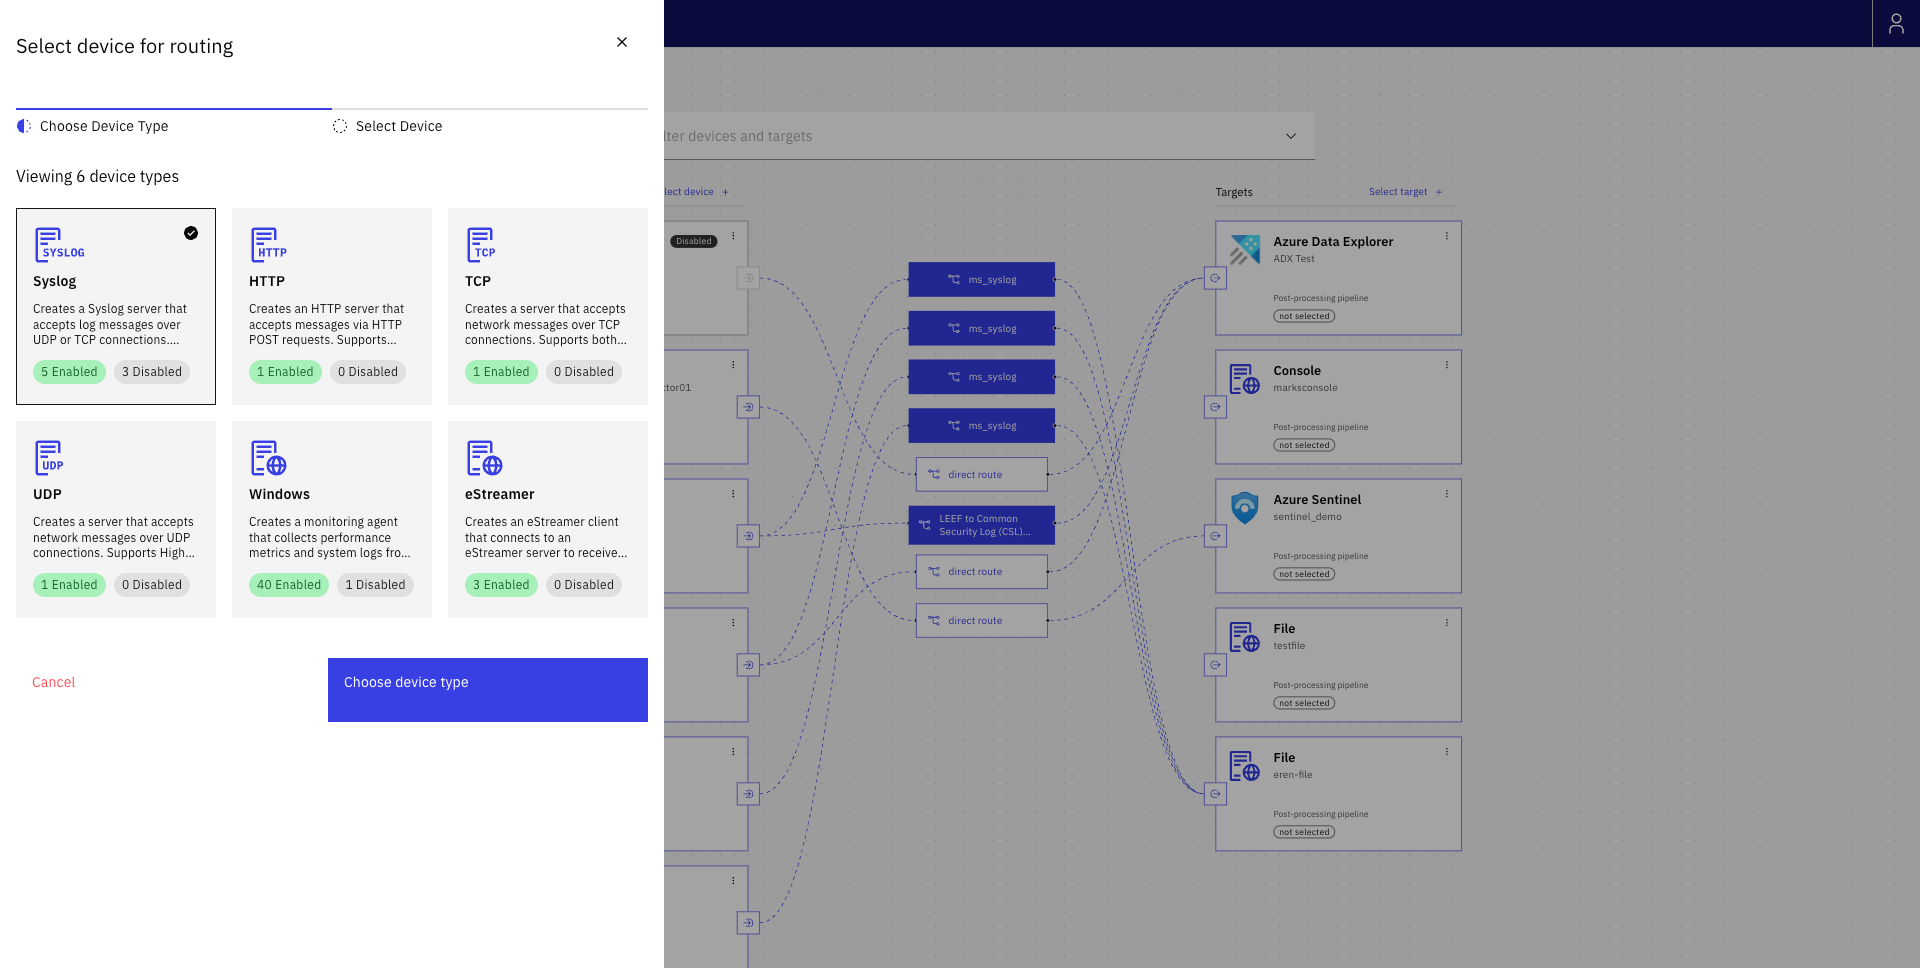 Select device for routing
Choose Device Type
Select Device
Viewing 6 device types
SYSLOG
Syslog
Creates a Syslog server that
accepts log messages over
UDP or TCP connections....
5 Enabled
3 Disabled
HTTP
HTTP
Creates an HTTP server that
accepts messages via HTTP
POST requests. Supports...
1 Enabled
0 Disabled
TCP
TCP
Creates a server that accepts
network messages over TCP
connections. Supports both...
1 Enabled
0 Disabled
UDP
UDP
Creates a server that accepts
network messages over UDP
connections. Supports High...
1 Enabled
0 Disabled
Windows
Creates a monitoring agent
that collects performance
metrics and system logs fro...
40 Enabled
1 Disabled
eStreamer
Creates an eStreamer client
that connects to an
eStreamer server to receive...
3 Enabled
0 Disabled
Cancel
Choose device type
lter devices and targets
lect device +
Disabled
ctor01
ms_syslog
ms_syslog
ms_syslog
ms_syslog
direct route
LEEF to Common
Security Log (CSL)...
direct route
direct route
Targets
Select target +
Azure Data Explorer
ADX Test
Post-processing pipeline
not selected
Console
marksconsole
Post-processing pipeline
not selected
Azure Sentinel
sentinel_demo
Post-processing pipeline
not selected
File
testfile
Post-processing pipeline
not selected
File
eren-file
Post-processing pipeline
not selected